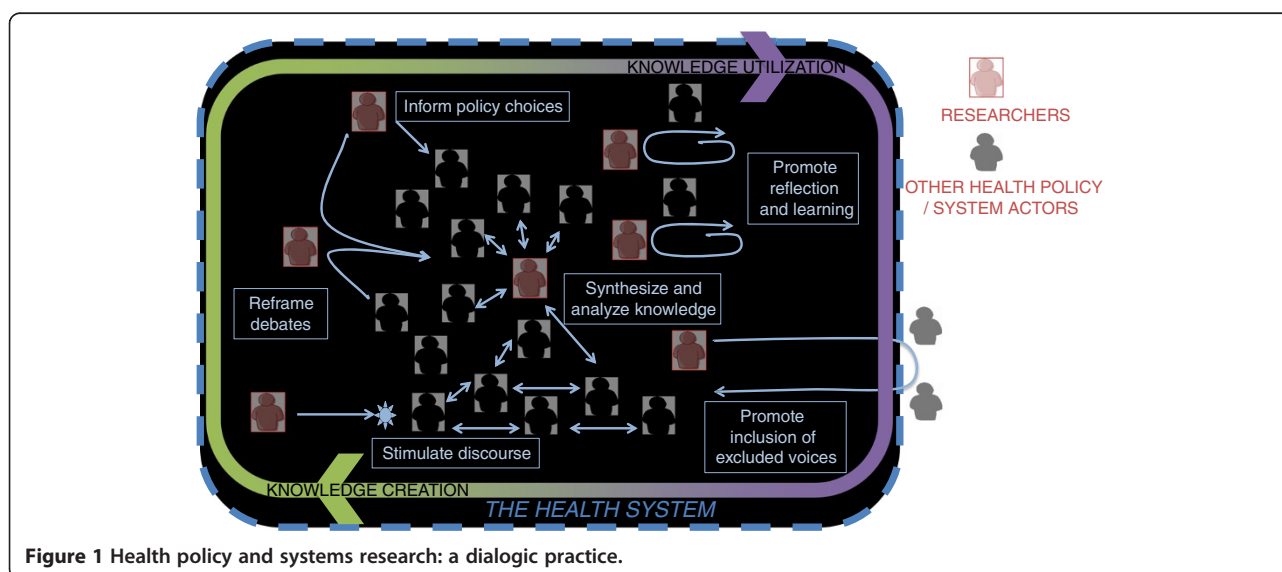 KNOWLEDGE UTILIZATION
Inform policy choices
RESEARCHERS
OTHER HEALTH POLICY
/ SYSTEM ACTORS
Promote
reflection
and learning
Reframe
debates
Synthesize and
analyze knowledge
Promote
inclusion of
excluded voices
Stimulate discourse
KNOWLEDGE CREATION
THE HEALTH SYSTEM
Figure 1 Health policy and systems research: a dialogic practice.